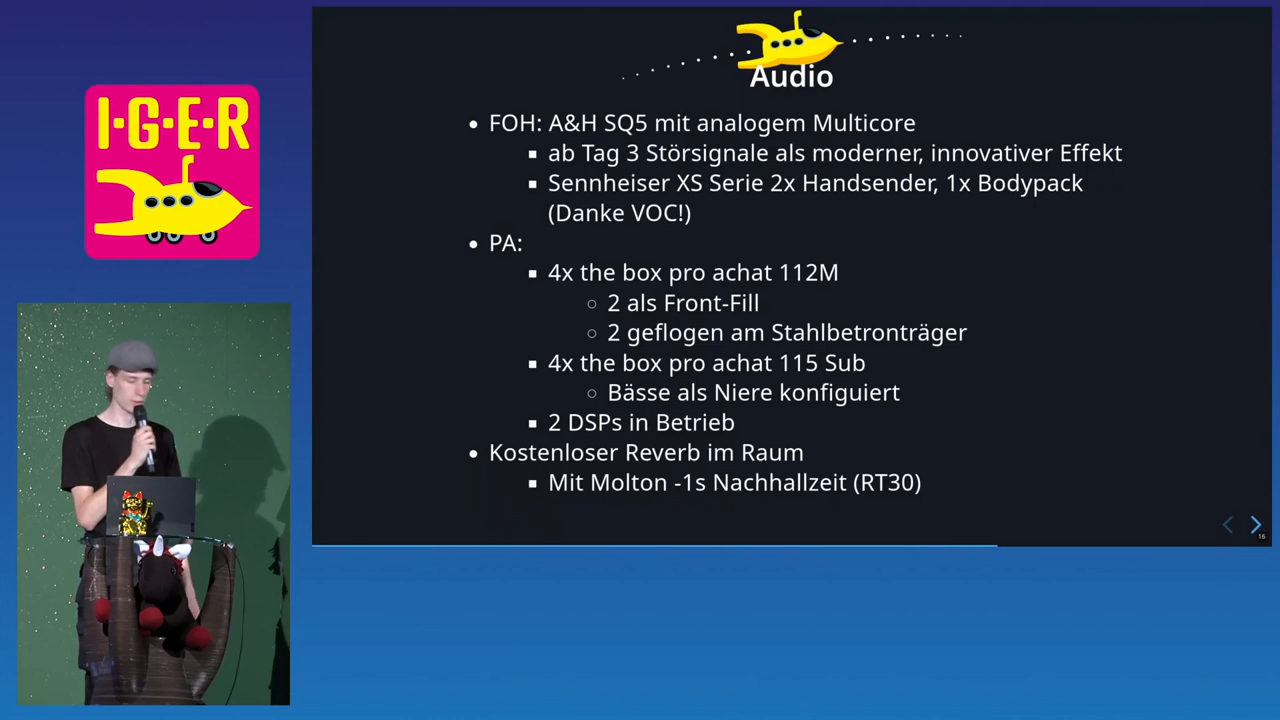 I·G·E·R
Audio
FOH: A&H SQ5 mit analogem Multicore
ab Tag 3 Störsignale als moderner, innovativer Effekt
Sennheiser XS Serie 2x Handsender, 1x Bodypack
(Danke VOC!)
PA:
4x the box pro achat 112M
2 als Front-Fill
2 geflogen am Stahlbetronträger
4x the box pro achat 115 Sub
Bässe als Niere konfiguiert
2 DSPs in Betrieb
Kostenloser Reverb im Raum
Mit Molton -1s Nachhallzeit (RT30)
16